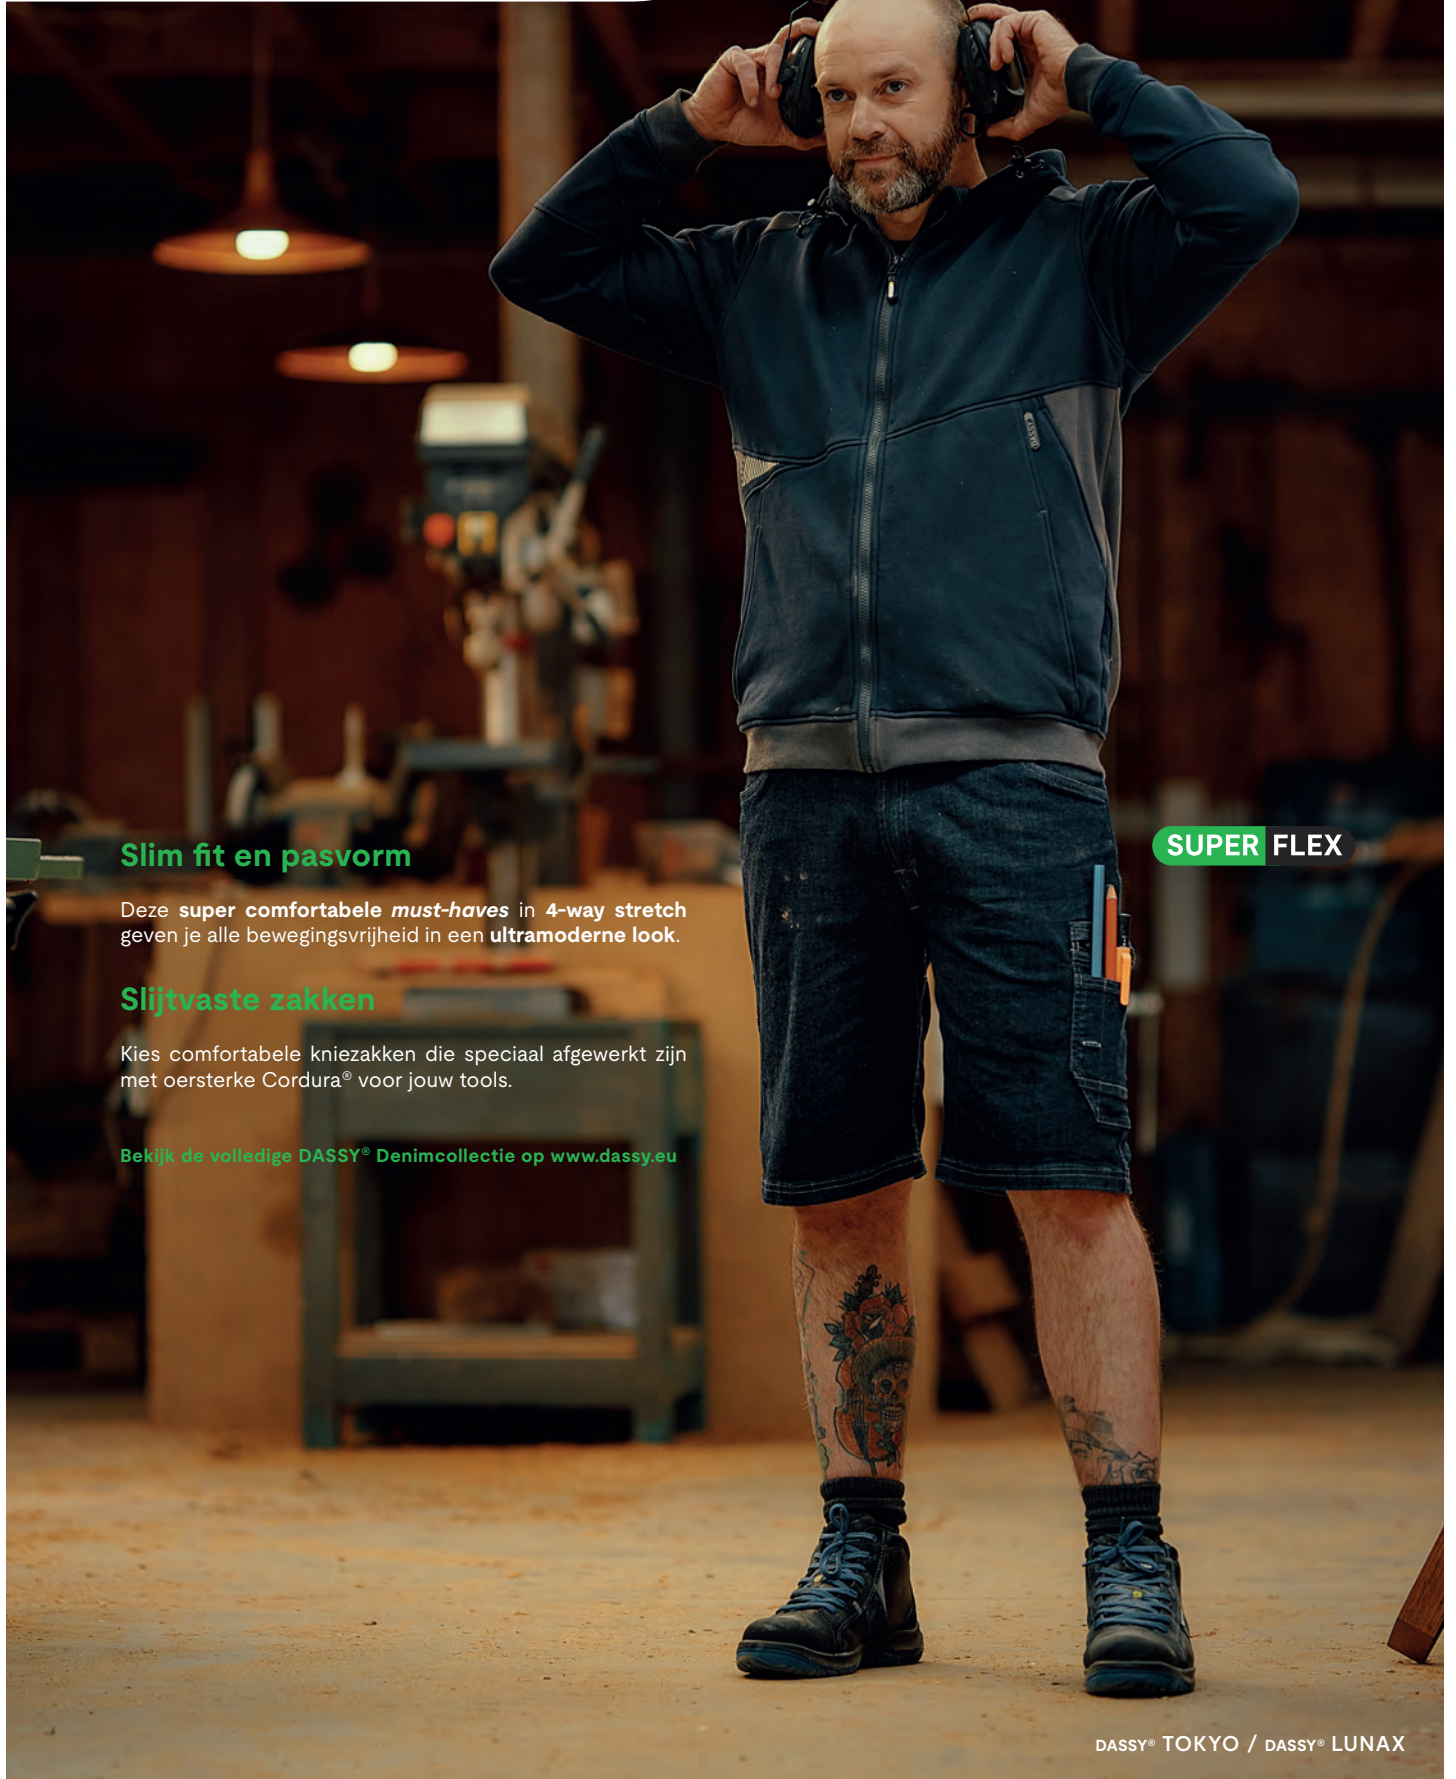 DASSY
Slim fit en pasvorm
SUPER FLEX
Deze super comfortabele must-haves in 4-way stretch
geven je alle bewegingsvrijheid in een ultramoderne look.
Slijtvaste zakken
Kies comfortabele kniezakken die speciaal afgewerkt zijn
met oersterke Cordura® voor jouw tools.
Bekijk de volledige DASSY® Denimcollectie op www.dassy.eu
DASSY® TOKYO / DASSY® LUNAX